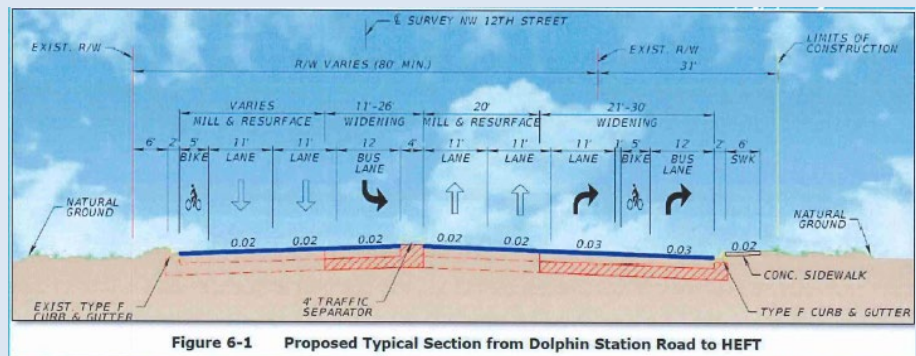 ℄ SURVEY NW 12TH STREET
EXIST. R/W
EXIST. R/W
LIMITS OF
CONSTRUCTION
R/W VARIES (80' MIN.)
31'
VARIES
MILL & RESURFACE
11'-26'
WIDENING
20'
MILL & RESURFACE
21'-30'
WIDENING
6' 2' 5' 11' 11' 12' 4' 11' 11' 11' 1' 5' 12' 2' 6'
BIKE LANE LANE BUS LANE LANE LANE BIKE BUS SWK
LANE LANE
NATURAL
GROUND
NATURAL
GROUND
0.02 0.02 0.02 0.02 0.02 0.03 0.03 0.02
EXIST. TYPE F
CURB & GUTTER
4' TRAFFIC
SEPARATOR
CONC. SIDEWALK
TYPE F CURB & GUTTER
Figure 6-1 Proposed Typical Section from Dolphin Station Road to HEFT